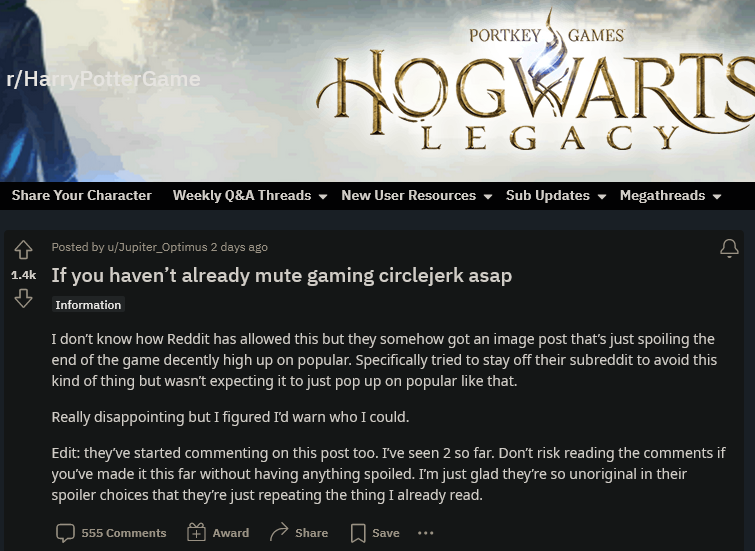 PORTKEY GAMES
r/HarryPotterGame
HOGWARTS
LEGACY
Share Your Character Weekly Q&A Threads New User Resources Sub Updates Megathreads
Posted by u/Jupiter_Optimus 2 days ago
1.4k If you haven’t already mute gaming circlejerk asap
Information
I don’t know how Reddit has allowed this but they somehow got an image post that’s just spoiling the
end of the game decently high up on popular. Specifically tried to stay off their subreddit to avoid this
kind of thing but wasn’t expecting it to just pop up on popular like that.
Really disappointing but I figured I’d warn who I could.
Edit: they’ve started commenting on this post too. I’ve seen 2 so far. Don’t risk reading the comments if
you’ve made it this far without having anything spoiled. I’m just glad they’re so unoriginal in their
spoiler choices that they’re just repeating the thing I already read.
555 Comments Award Share Save